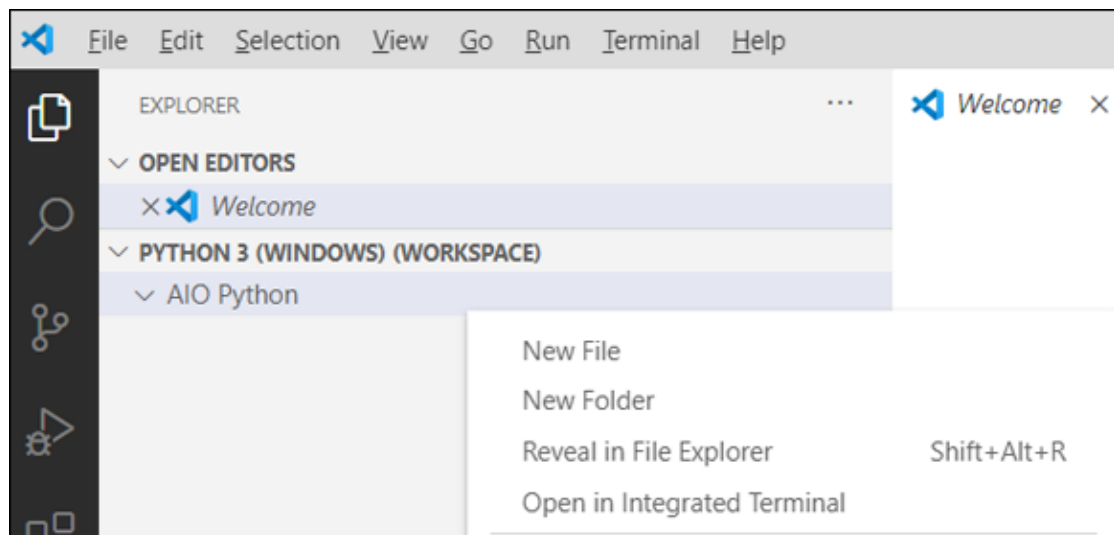 File Edit Selection View Go Run Terminal Help
EXPLORER ... Welcome
OPEN EDITORS
Welcome
PYTHON 3 (WINDOWS) (WORKSPACE)
AIO Python
New File
New Folder
Reveal in File Explorer Shift+Alt+R
Open in Integrated Terminal